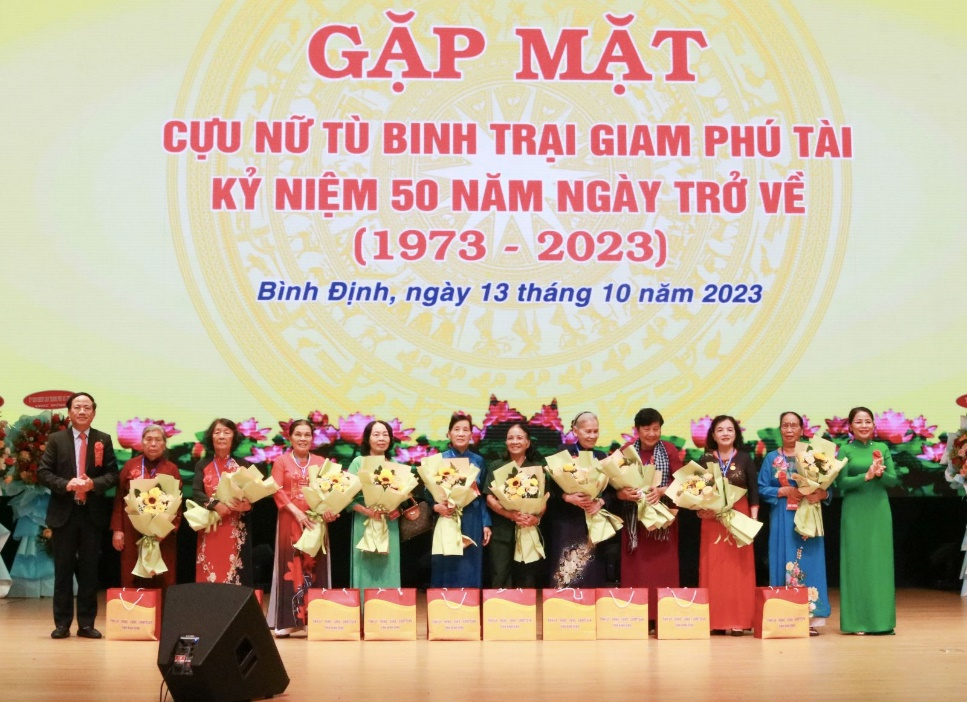 GẶP MẶT
CỰU NỮ TÙ BINH TRẠI GIAM PHÚ TÀI
KỶ NIỆM 50 NĂM NGÀY TRỞ VỀ
(1973 - 2023)
Bình Định, ngày 13 tháng 10 năm 2023